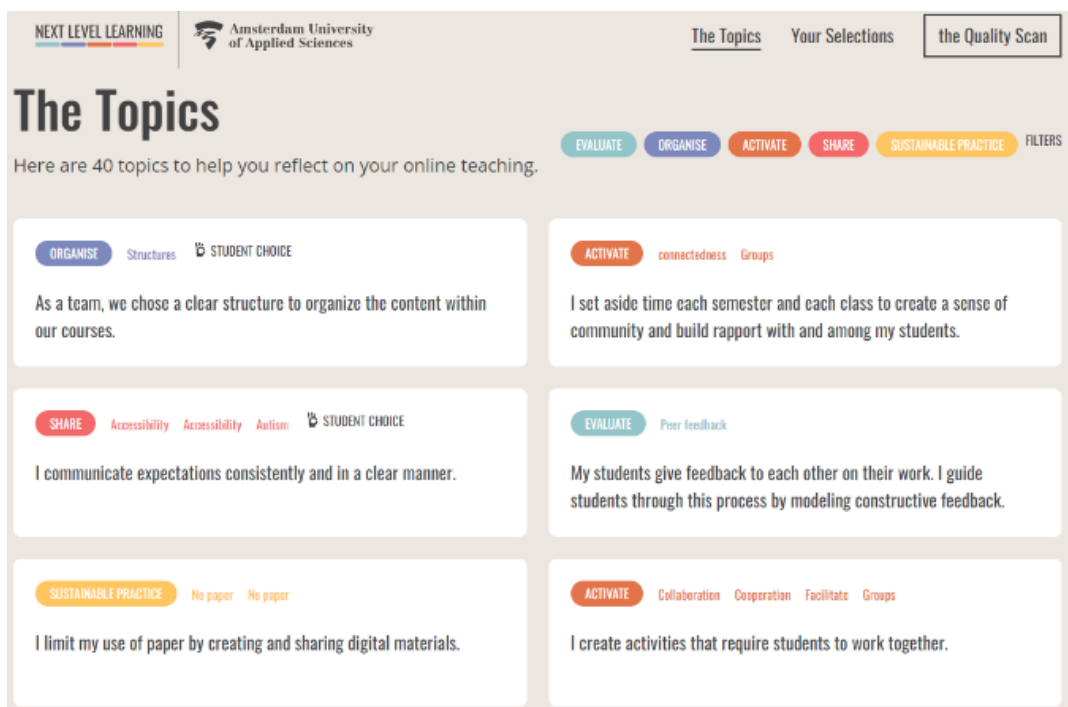 NEXT LEVEL LEARNING
Amsterdam University
of Applied Sciences
The Topics
Your Selections
the Quality Scan
The Topics
Here are 40 topics to help you reflect on your online teaching.
EVALUATE
ORGANISE
ACTIVATE
SHARE
SUSTAINABLE PRACTICE
FILTERS
ORGANISE Structures STUDENT CHOICE
As a team, we chose a clear structure to organize the content within
our courses.
ACTIVATE connectedness Groups
I set aside time each semester and each class to create a sense of
community and build rapport with and among my students.
SHARE Accessibility Accessibility Autism STUDENT CHOICE
I communicate expectations consistently and in a clear manner.
EVALUATE Peer feedback
My students give feedback to each other on their work. I guide
students through this process by modeling constructive feedback.
SUSTAINABLE PRACTICE No paper No paper
I limit my use of paper by creating and sharing digital materials.
ACTIVATE Collaboration Cooperation Facilitate Groups
I create activities that require students to work together.